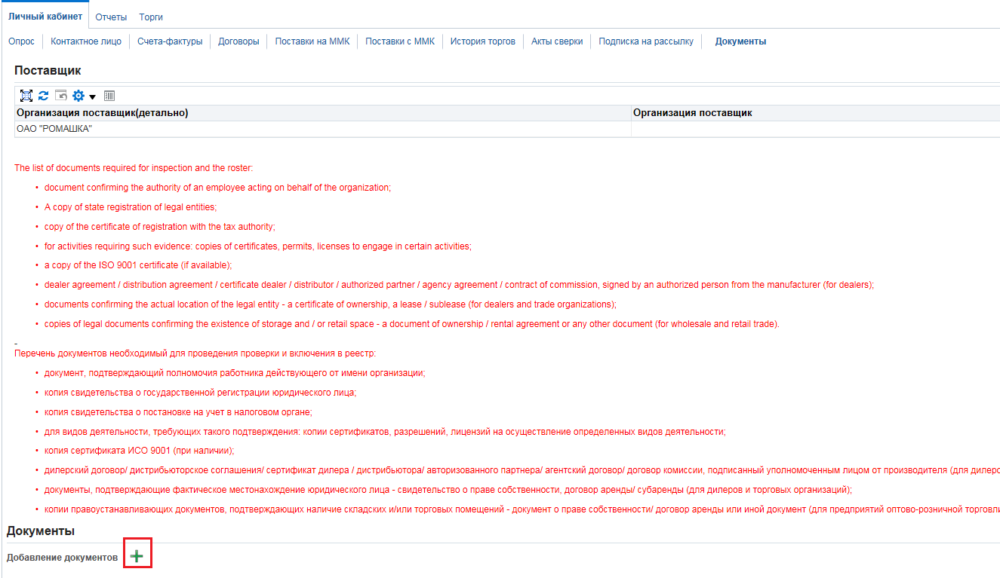 Личный кабинет Отчеты Торги
Опрос Контактное лицо Счета-фактуры Договоры Поставки на ММК Поставки с ММК История торгов Акты сверки Подписка на рассылку Документы
Поставщик
Организация поставщик(детально) Организация поставщик
ОАО "РОМАШКА"
The list of documents required for inspection and the roster:
• document confirming the authority of an employee acting on behalf of the organization;
• A copy of state registration of legal entities;
• copy of the certificate of registration with the tax authority;
• for activities requiring such evidence: copies of certificates, permits, licenses to engage in certain activities;
• a copy of the ISO 9001 certificate (if available);
• dealer agreement / distribution agreement / certificate dealer / distributor / authorized partner / agency agreement / contract of commission, signed by an authorized person from the manufacturer (for dealers);
• documents confirming the actual location of the legal entity - a certificate of ownership, a lease / sublease (for dealers and trade organizations);
• copies of legal documents confirming the existence of storage and / or retail space - a document of ownership / rental agreement or any other document (for wholesale and retail trade).
-
Перечень документов необходимый для проведения проверки и включения в реестр:
• документ, подтверждающий полномочия работника действующего от имени организации;
• копия свидетельства о государственной регистрации юридического лица;
• копия свидетельства о постановке на учет в налоговом органе;
• для видов деятельности, требующих такого подтверждения: копии сертификатов, разрешений, лицензий на осуществление определенных видов деятельности;
• копия сертификата ИСО 9001 (при наличии);
• дилерский договор/ дистрибьюторское соглашения/ сертификат дилера / дистрибьютора/ авторизованного партнера/ агентский договор/ договор комиссии, подписанный уполномоченным лицом от производителя (для дилеро
• документы, подтверждающие фактическое местонахождение юридического лица - свидетельство о праве собственности, договор аренды/ субаренды (для дилеров и торговых организаций);
• копии правоустанавливающих документов, подтверждающих наличие складских и/или торговых помещений - документ о праве собственности/ договор аренды или иной документ (для предприятий оптово-розничной торговли
Документы
Добавление документов